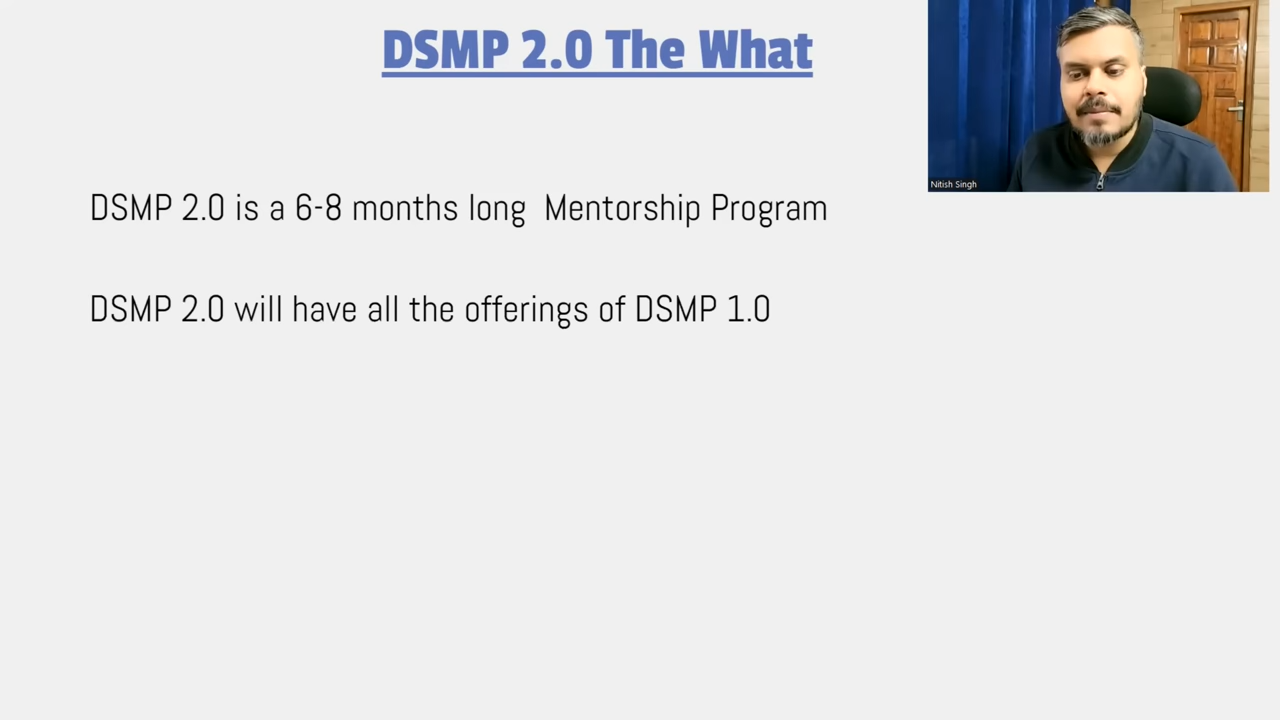 DSMP 2.0 The What
Nitish Singh
DSMP 2.0 is a 6-8 months long  Mentorship Program
DSMP 2.0 will have all the offerings of DSMP 1.0